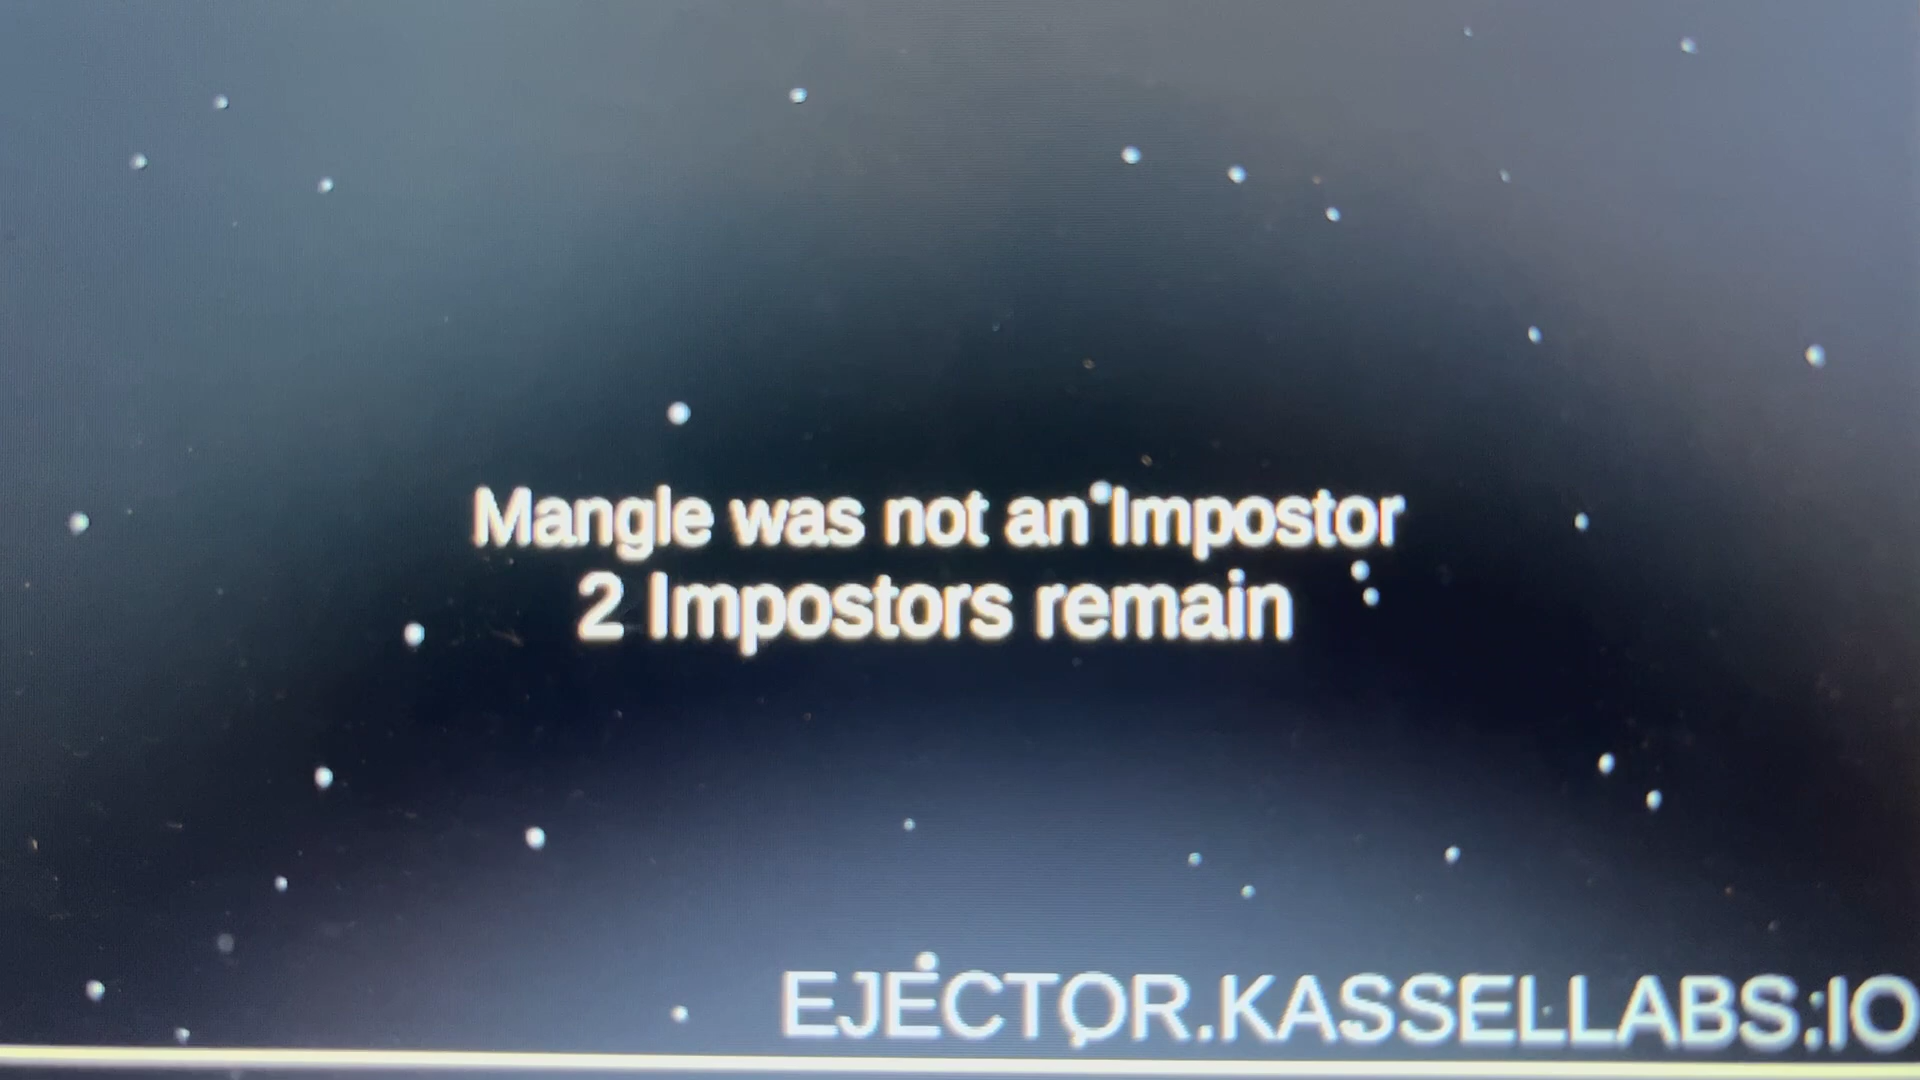 Mangle was not an Impostor
2 Impostors remain
EJECTOR.KASSELLABS.IO